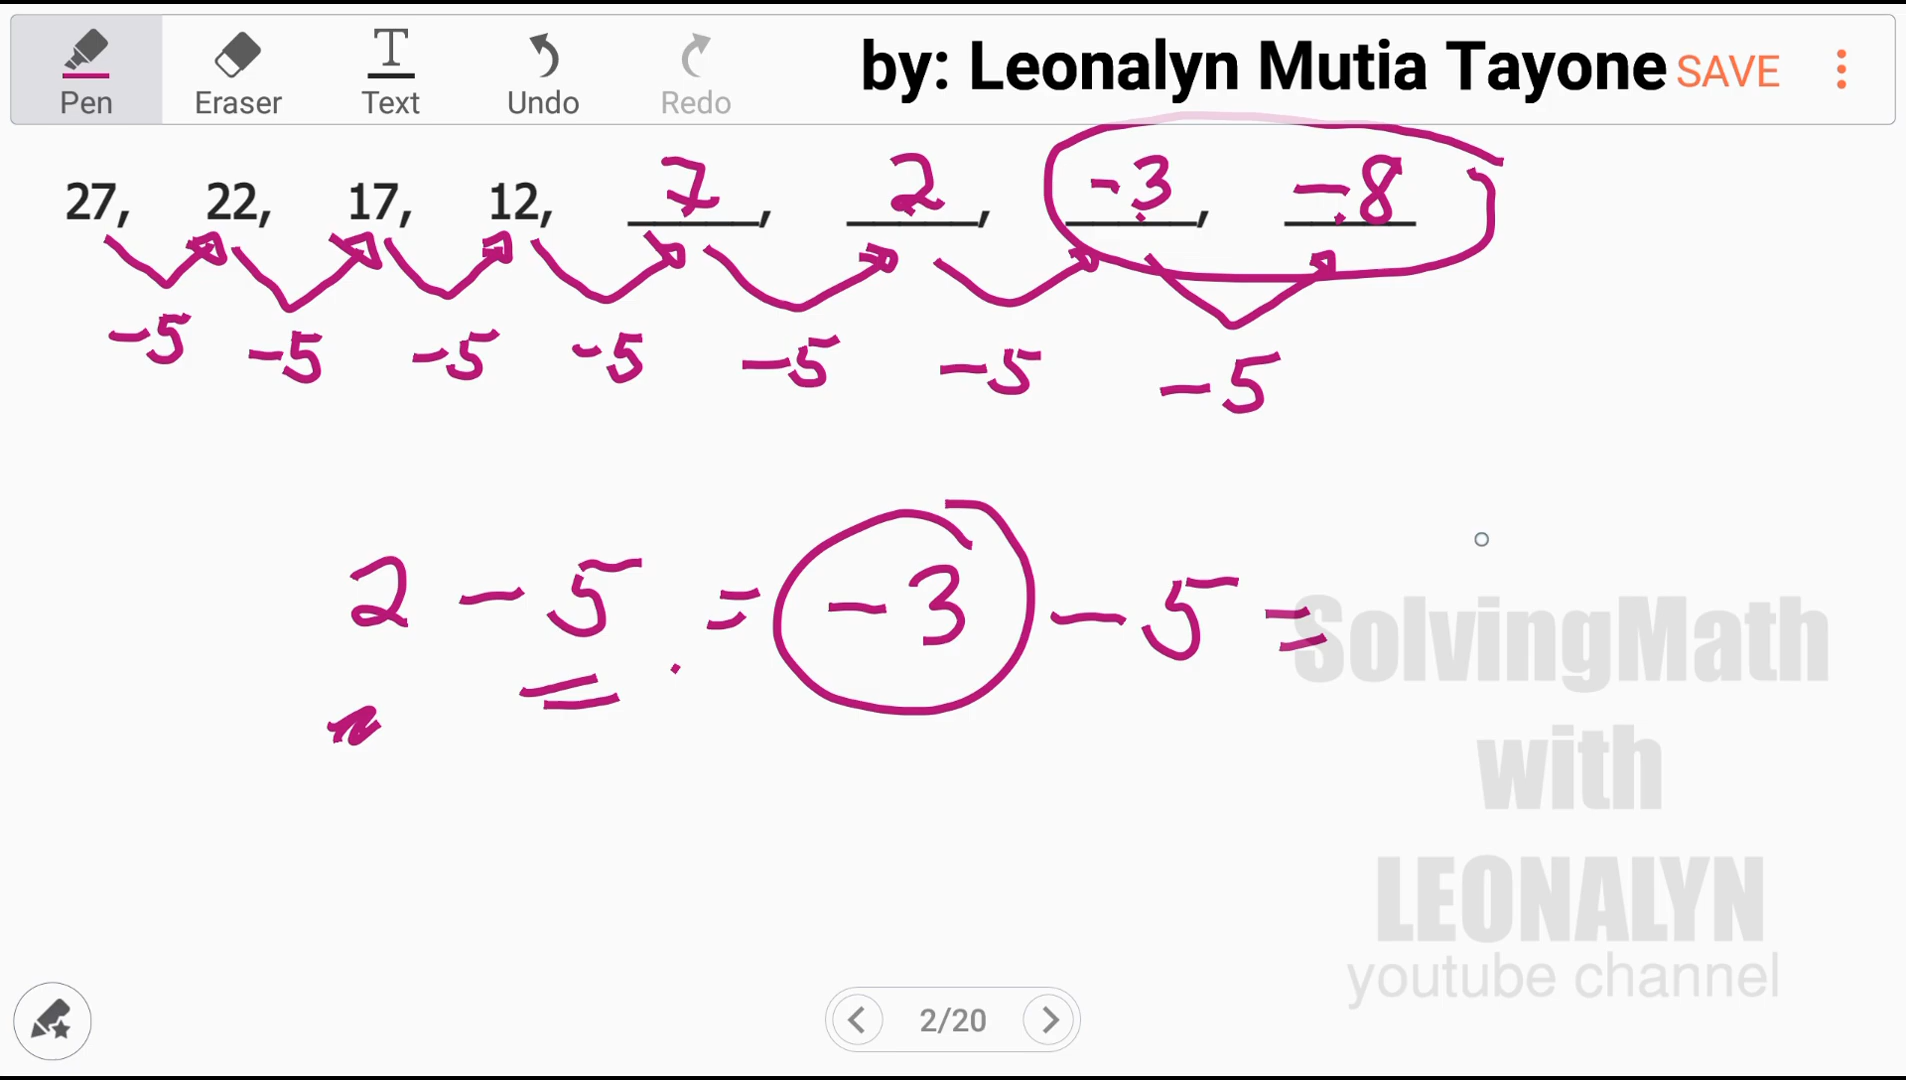 Pen Eraser Text Undo Redo by: Leonalyn Mutia Tayone SAVE
27, 22, 17, 12, 7, 2, -3, -8
-5 -5 -5 -5 -5 -5 -5
2 - 5 = -3 - 5 =
SolvingMath
with
LEONALYN
youtube channel
2/20